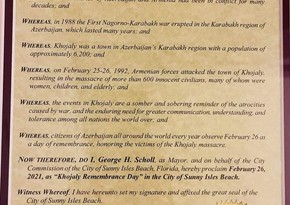 decades; and
WHEREAS, in 1988 the First Nagorno-Karabakh war erupted in the Karabakh region of
Azerbaijan, which lasted many years; and
WHEREAS, Khojaly was a town in Azerbaijan's Karabakh region with a population of
approximately 6,200; and
WHEREAS, on February 25-26, 1992, Armenian forces attacked the town of Khojaly,
resulting in the massacre of more than 600 innocent civilians, many of whom were
women, children, and elderly; and
WHEREAS, the events in Khojaly are a somber and sobering reminder of the atrocities
caused by war, and the enduring need for greater communication, understanding, and
tolerance among all nations the world over; and
WHEREAS, citizens of Azerbaijan all around the world every year observe February 26 as
a day of remembrance, honoring the victims of the Khojaly massacre.
NOW THEREFORE, DO I, George H. Scholl, as Mayor, and on behalf of the City
Commission of the City of Sunny Isles Beach, Florida, hereby proclaim February 26,
2021, as "Khojaly Remembrance Day" in the City of Sunny Isles Beach.
Witness Whereof, I have hereunto set my signature and affixed the great seal of the
City of Sunny Isles Beach.